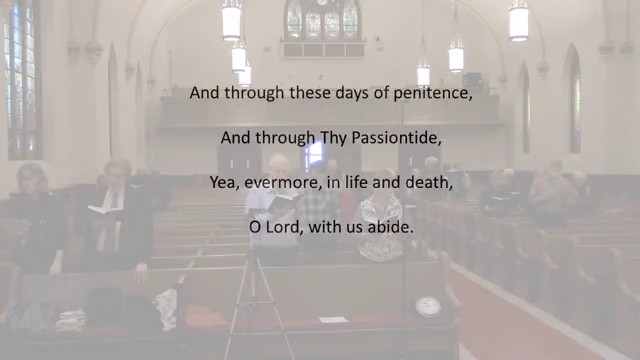 And through these days of penitence,
And through Thy Passiontide,
Yea, evermore, in life and death,
O Lord, with us abide.